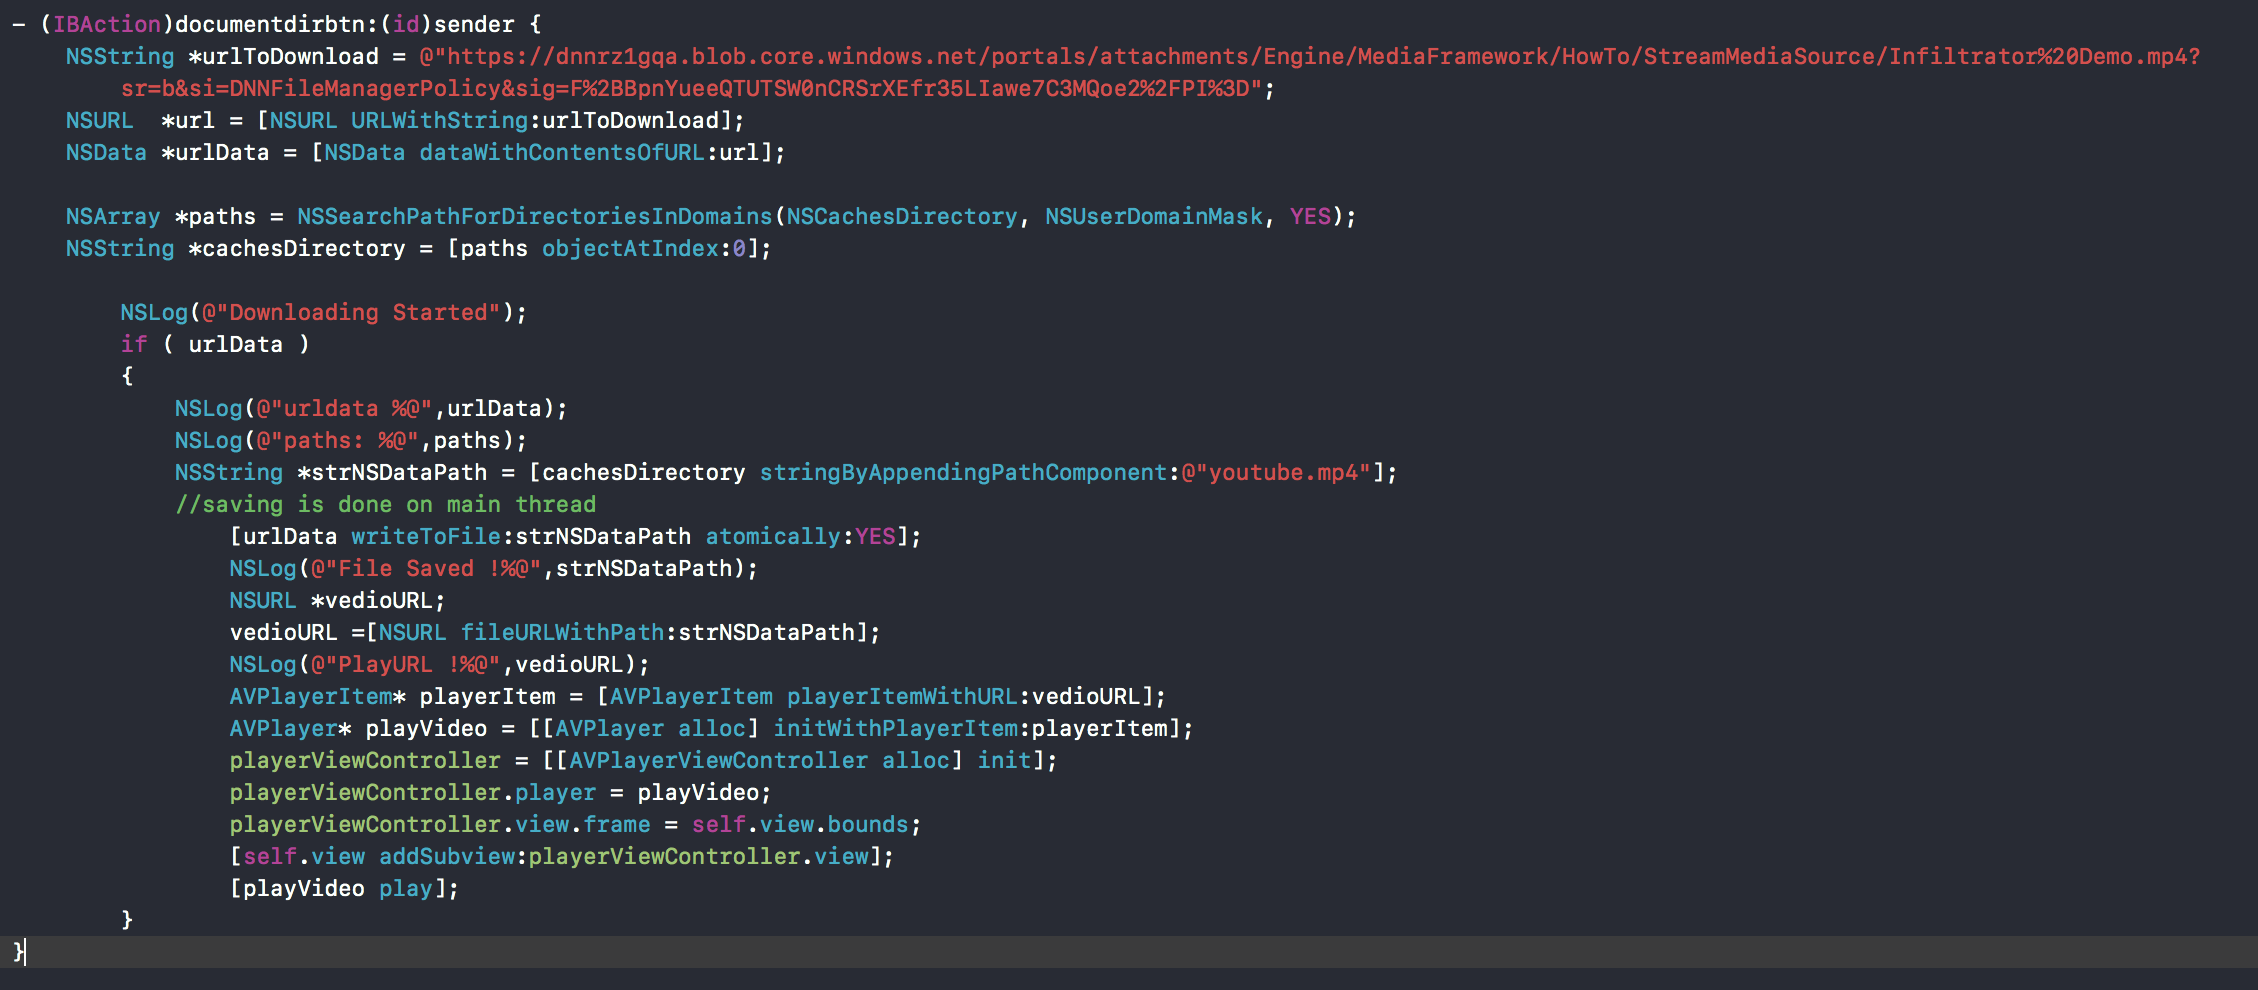 - (IBAction)documentdirbtn:(id)sender {
NSString *urlToDownload = @"https://dnnrz1gqa.blob.core.windows.net/portals/attachments/Engine/MediaFramework/HowTo/StreamMediaSource/Infiltrator%20Demo.mp4?
sr=b&si=DNNFileManagerPolicy&sig=F%2BBpnYueeQTUTSW0nCRSrXEfr35LIawe7C3MQoe2%2FPI%3D";
NSURL  *url = [NSURL URLWithString:urlToDownload];
NSData *urlData = [NSData dataWithContentsOfURL:url];
NSArray *paths = NSSearchPathForDirectoriesInDomains(NSCachesDirectory, NSUserDomainMask, YES);
NSString *cachesDirectory = [paths objectAtIndex:0];
NSLog(@"Downloading Started");
if ( urlData )
{
NSLog(@"urldata %@",urlData);
NSLog(@"paths: %@",paths);
NSString *strNSDataPath = [cachesDirectory stringByAppendingPathComponent:@"youtube.mp4"];
//saving is done on main thread
[urlData writeToFile:strNSDataPath atomically:YES];
NSLog(@"File Saved !%@",strNSDataPath);
NSURL *vedioURL;
vedioURL =[NSURL fileURLWithPath:strNSDataPath];
NSLog(@"PlayURL !%@",vedioURL);
AVPlayerItem* playerItem = [AVPlayerItem playerItemWithURL:vedioURL];
AVPlayer* playVideo = [[AVPlayer alloc] initWithPlayerItem:playerItem];
playerViewController = [[AVPlayerViewController alloc] init];
playerViewController.player = playVideo;
playerViewController.view.frame = self.view.bounds;
[self.view addSubview:playerViewController.view];
[playVideo play];
}
}